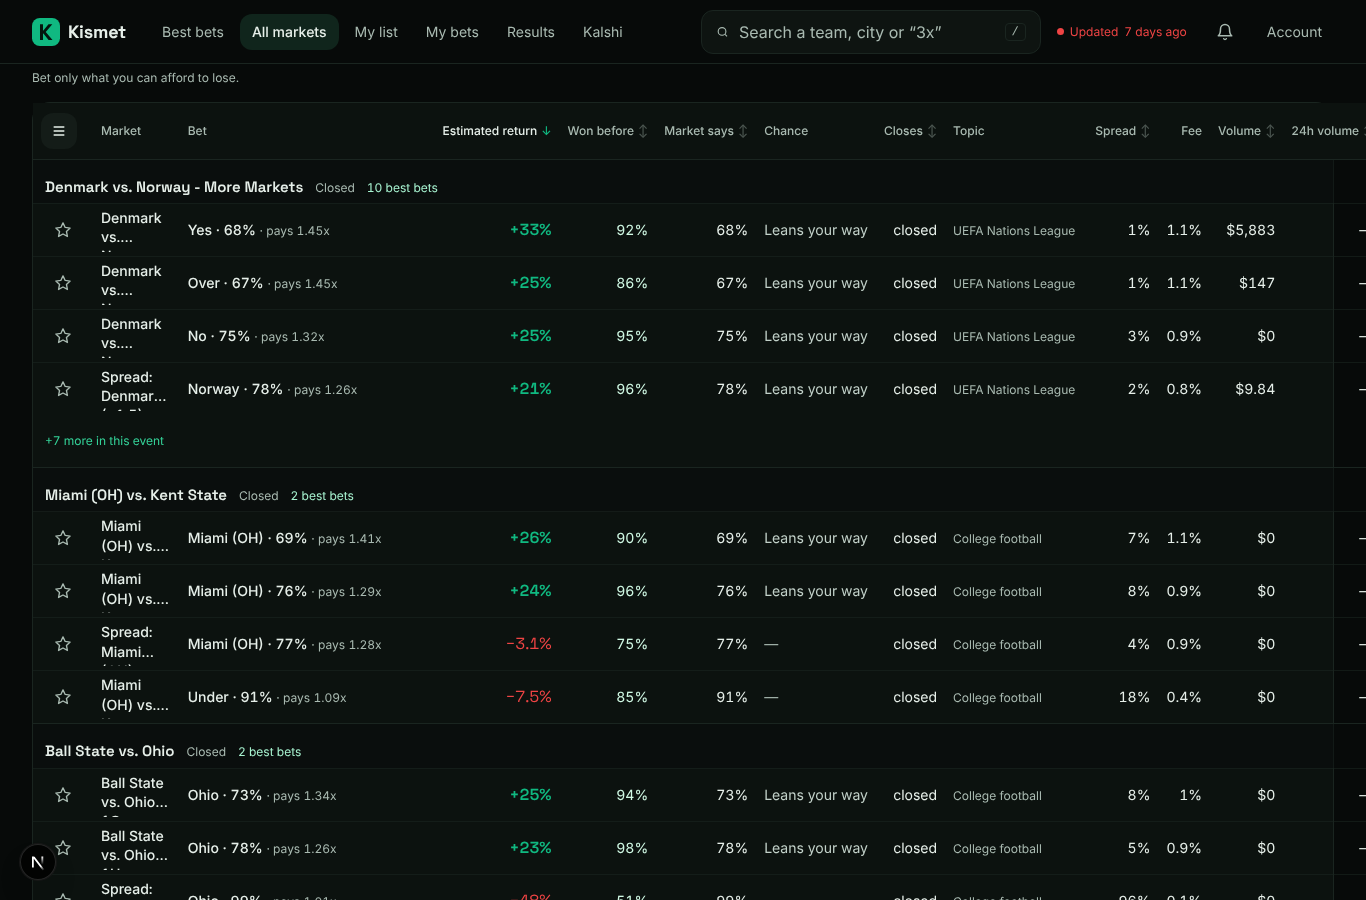 K Kismet Best bets All markets My list My bets Results Kalshi Search a team, city or “3x” / Updated 7 days ago Account
Bet only what you can afford to lose.
Market Bet Estimated return ↓ Won before Market says Chance Closes Topic Spread Fee Volume 24h volume
Denmark vs. Norway - More Markets Closed 10 best bets
Denmark vs.... Yes · 68% · pays 1.45x +33% 92% 68% Leans your way closed UEFA Nations League 1% 1.1% $5,883 –
Denmark vs.... Over · 67% · pays 1.45x +25% 86% 67% Leans your way closed UEFA Nations League 1% 1.1% $147 –
Denmark vs.... No · 75% · pays 1.32x +25% 95% 75% Leans your way closed UEFA Nations League 3% 0.9% $0 –
Spread: Denmar... Norway · 78% · pays 1.26x +21% 96% 78% Leans your way closed UEFA Nations League 2% 0.8% $9.84 –
+7 more in this event
Miami (OH) vs. Kent State Closed 2 best bets
Miami (OH) vs.... Miami (OH) · 69% · pays 1.41x +26% 90% 69% Leans your way closed College football 7% 1.1% $0 –
Miami (OH) vs.... Miami (OH) · 76% · pays 1.29x +24% 96% 76% Leans your way closed College football 8% 0.9% $0 –
Spread: Miami... Miami (OH) · 77% · pays 1.28x −3.1% 75% 77% — closed College football 4% 0.9% $0 –
Miami (OH) vs.... Under · 91% · pays 1.09x −7.5% 85% 91% — closed College football 18% 0.4% $0 –
Ball State vs. Ohio Closed 2 best bets
Ball State vs. Ohio... Ohio · 73% · pays 1.34x +25% 94% 73% Leans your way closed College football 8% 1% $0 –
Ball State vs. Ohio... Ohio · 78% · pays 1.26x +23% 98% 78% Leans your way closed College football 5% 0.9% $0 –
N
Spread: